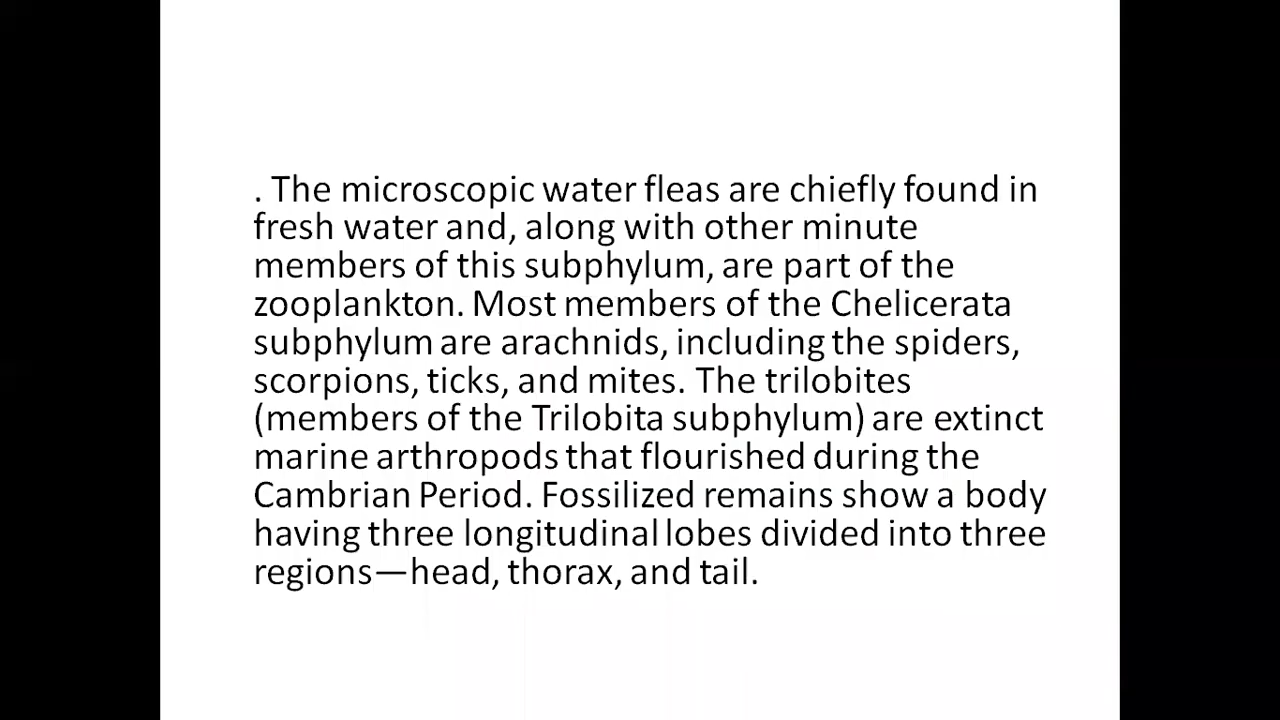 . The microscopic water fleas are chiefly found in
fresh water and, along with other minute
members of this subphylum, are part of the
zooplankton. Most members of the Chelicerata
subphylum are arachnids, including the spiders,
scorpions, ticks, and mites. The trilobites
(members of the Trilobita subphylum) are extinct
marine arthropods that flourished during the
Cambrian Period. Fossilized remains show a body
having three longitudinal lobes divided into three
regions—head, thorax, and tail.